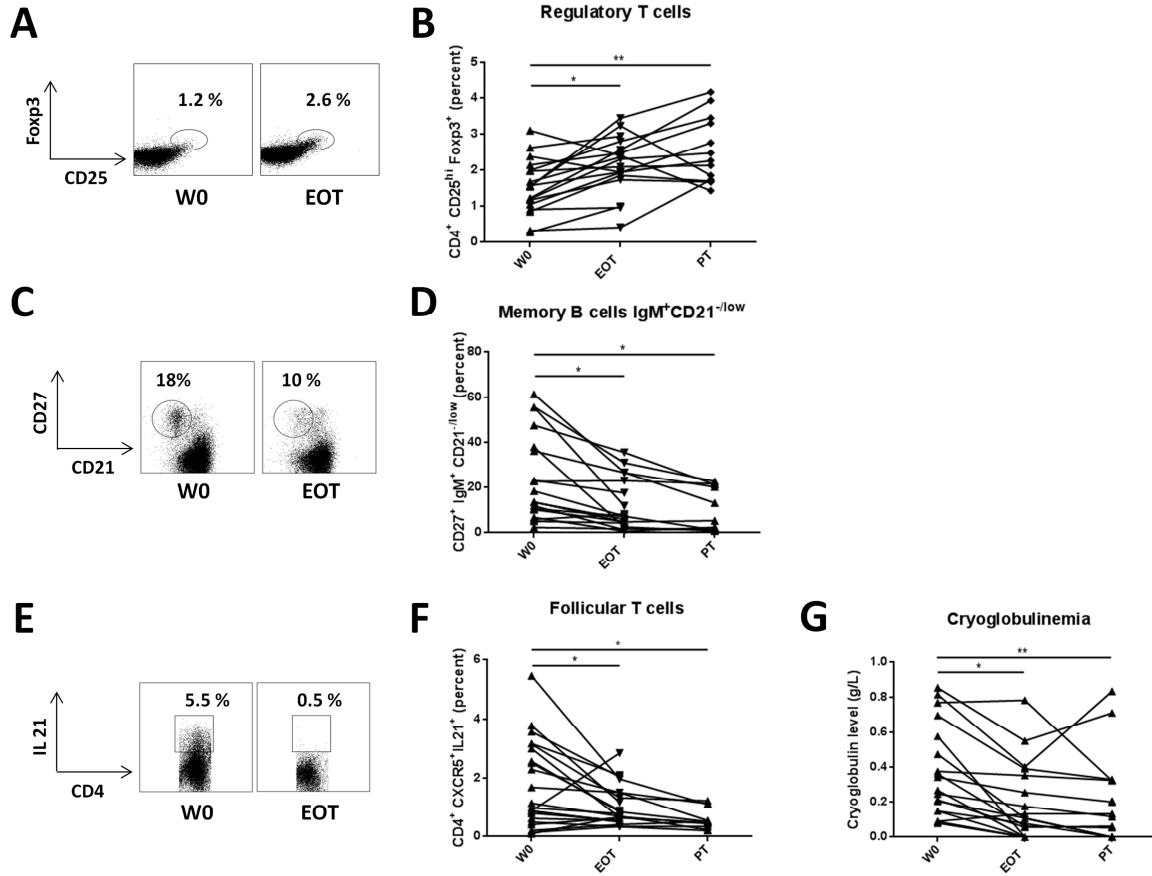 A
Foxp3
CD25
1.2 %
2.6 %
W0
EOT
B
Regulatory T cells
CD4⁺ CD25ʰⁱ Foxp3⁺ (percent)
5
4
3
2
1
0
**
*
W0
EOT
PT
C
CD27
CD21
18%
10 %
W0
EOT
D
Memory B cells IgM⁺CD21⁻/ˡᵒʷ
CD27⁺ IgM⁺ CD21⁻/ˡᵒʷ (percent)
80
60
40
20
0
*
*
W0
EOT
PT
E
IL 21
CD4
5.5 %
0.5 %
W0
EOT
F
Follicular T cells
CD4⁺ CXCR5⁺IL21⁺ (percent)
6
4
2
0
*
*
W0
EOT
PT
G
Cryoglobulinemia
Cryoglobulin level (g/L)
1.0
0.8
0.6
0.4
0.2
0.0
**
*
W0
EOT
PT